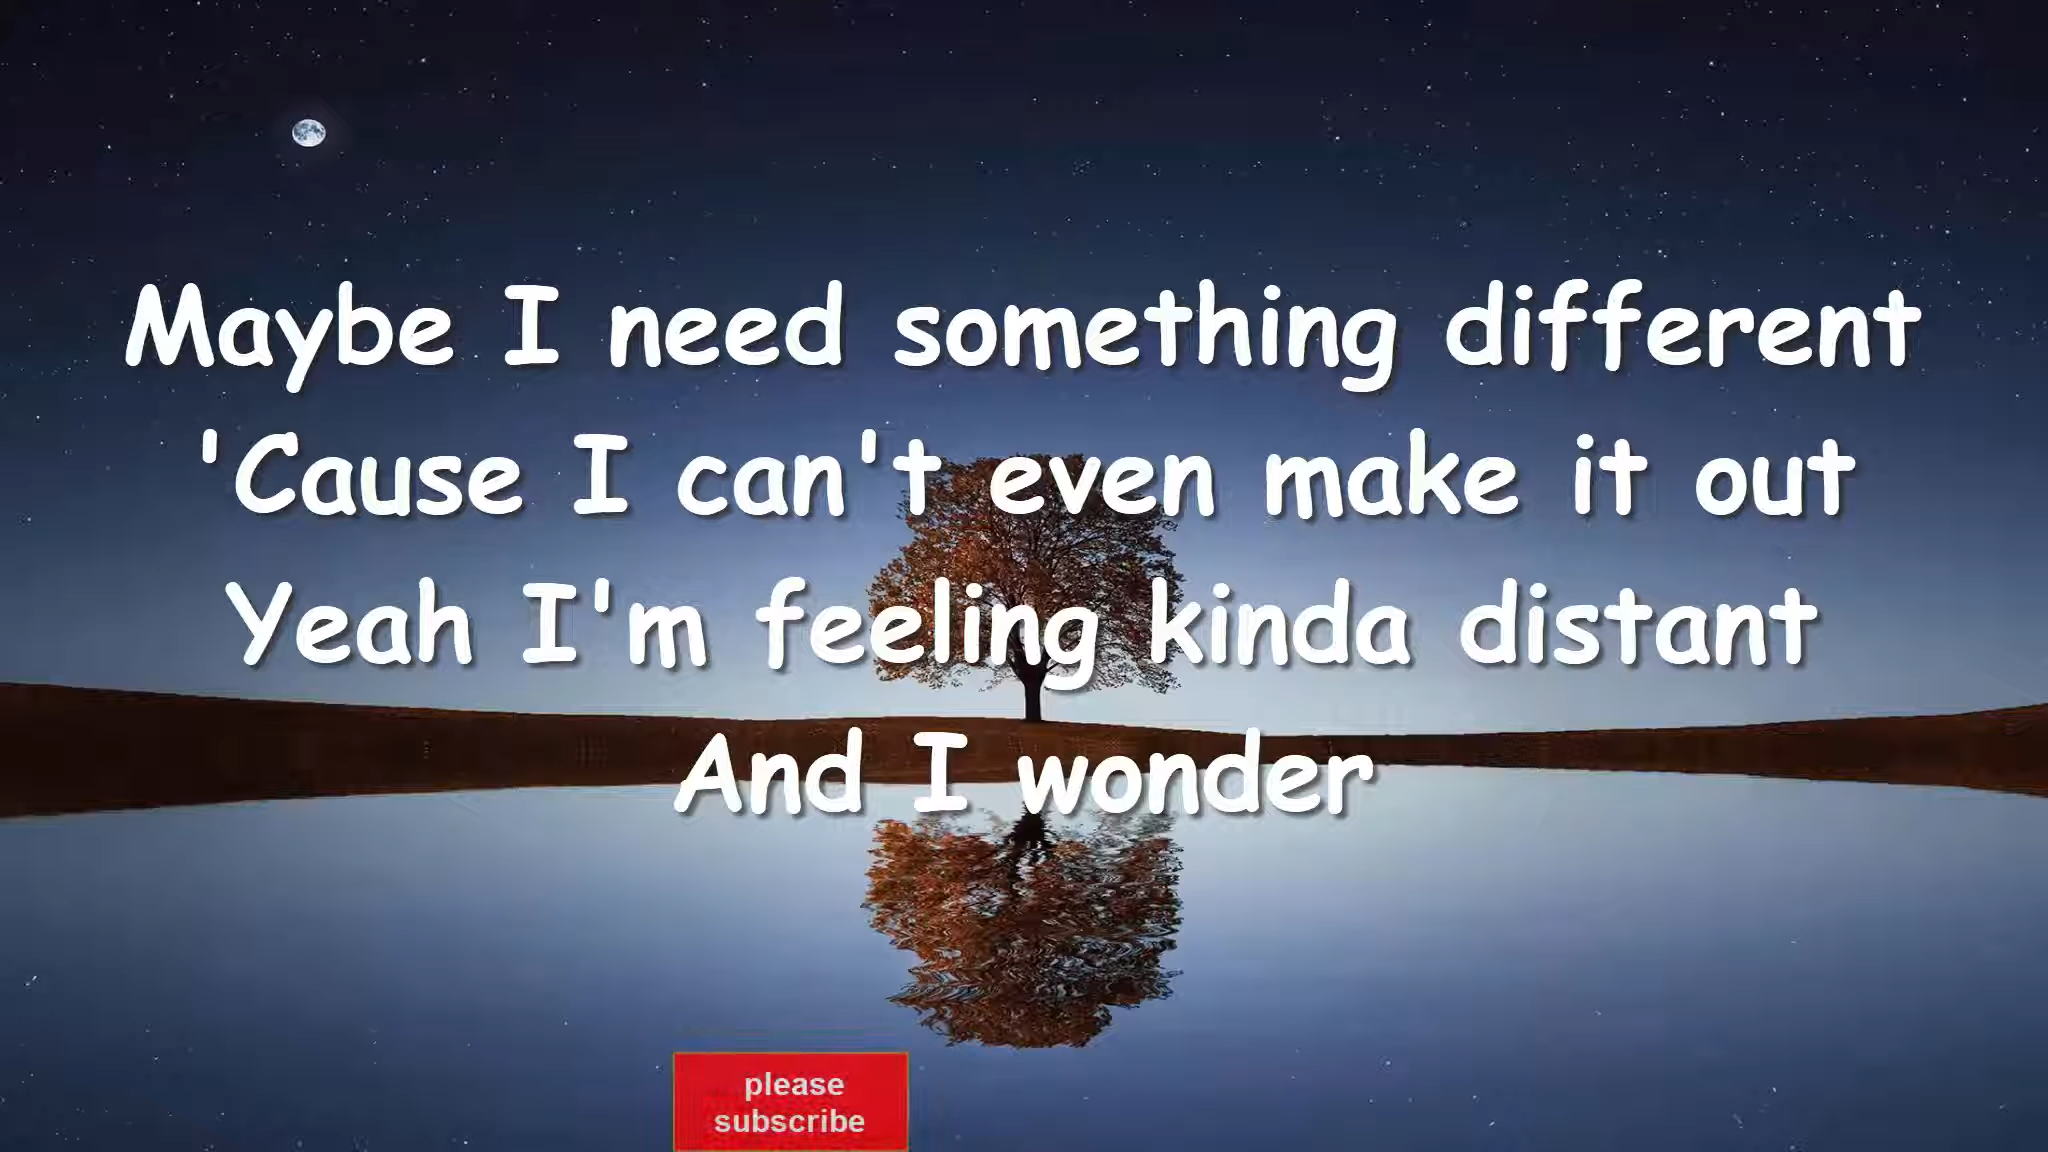 Maybe I need something different
'Cause I can't even make it out
Yeah I'm feeling kinda distant
And I wonder
please
subscribe